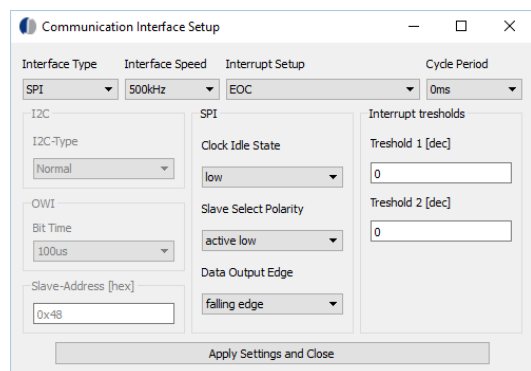 Communication Interface Setup
Interface Type Interface Speed Interrupt Setup Cycle Period
SPI 500kHz EOC 0ms
I2C
I2C-Type
Normal
OWI
Bit Time
100us
Slave-Address [hex]
0x48
SPI
Clock Idle State
low
Slave Select Polarity
active low
Data Output Edge
falling edge
Interrupt tresholds
Treshold 1 [dec]
0
Treshold 2 [dec]
0
Apply Settings and Close